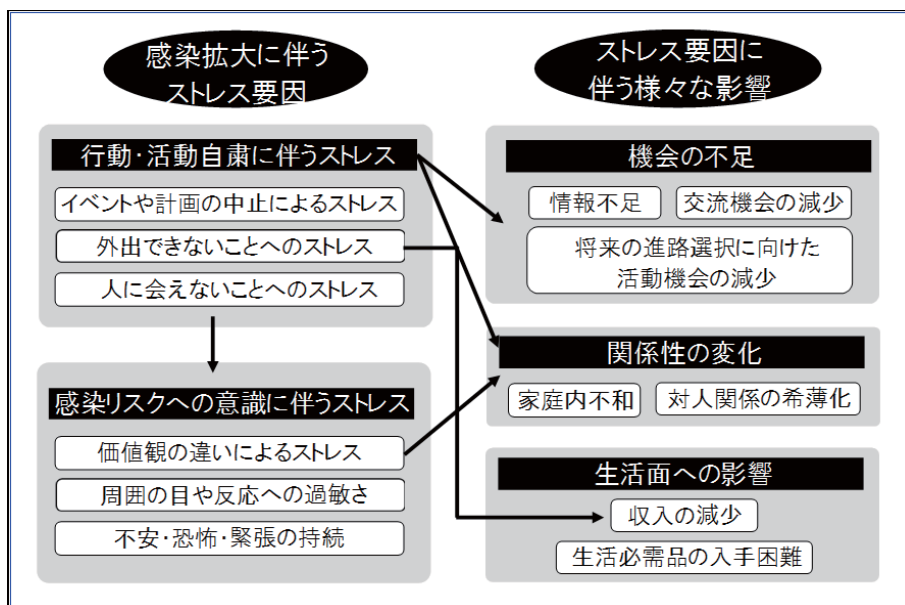 感染拡大に伴う
ストレス要因
行動・活動自粛に伴うストレス
イベントや計画の中止によるストレス
外出できないことへのストレス
人に会えないことへのストレス
感染リスクへの意識に伴うストレス
価値観の違いによるストレス
周囲の目や反応への過敏さ
不安・恐怖・緊張の持続
ストレス要因に
伴う様々な影響
機会の不足
情報不足
交流機会の減少
将来の進路選択に向けた
活動機会の減少
関係性の変化
家庭内不和
対人関係の希薄化
生活面への影響
収入の減少
生活必需品の入手困難